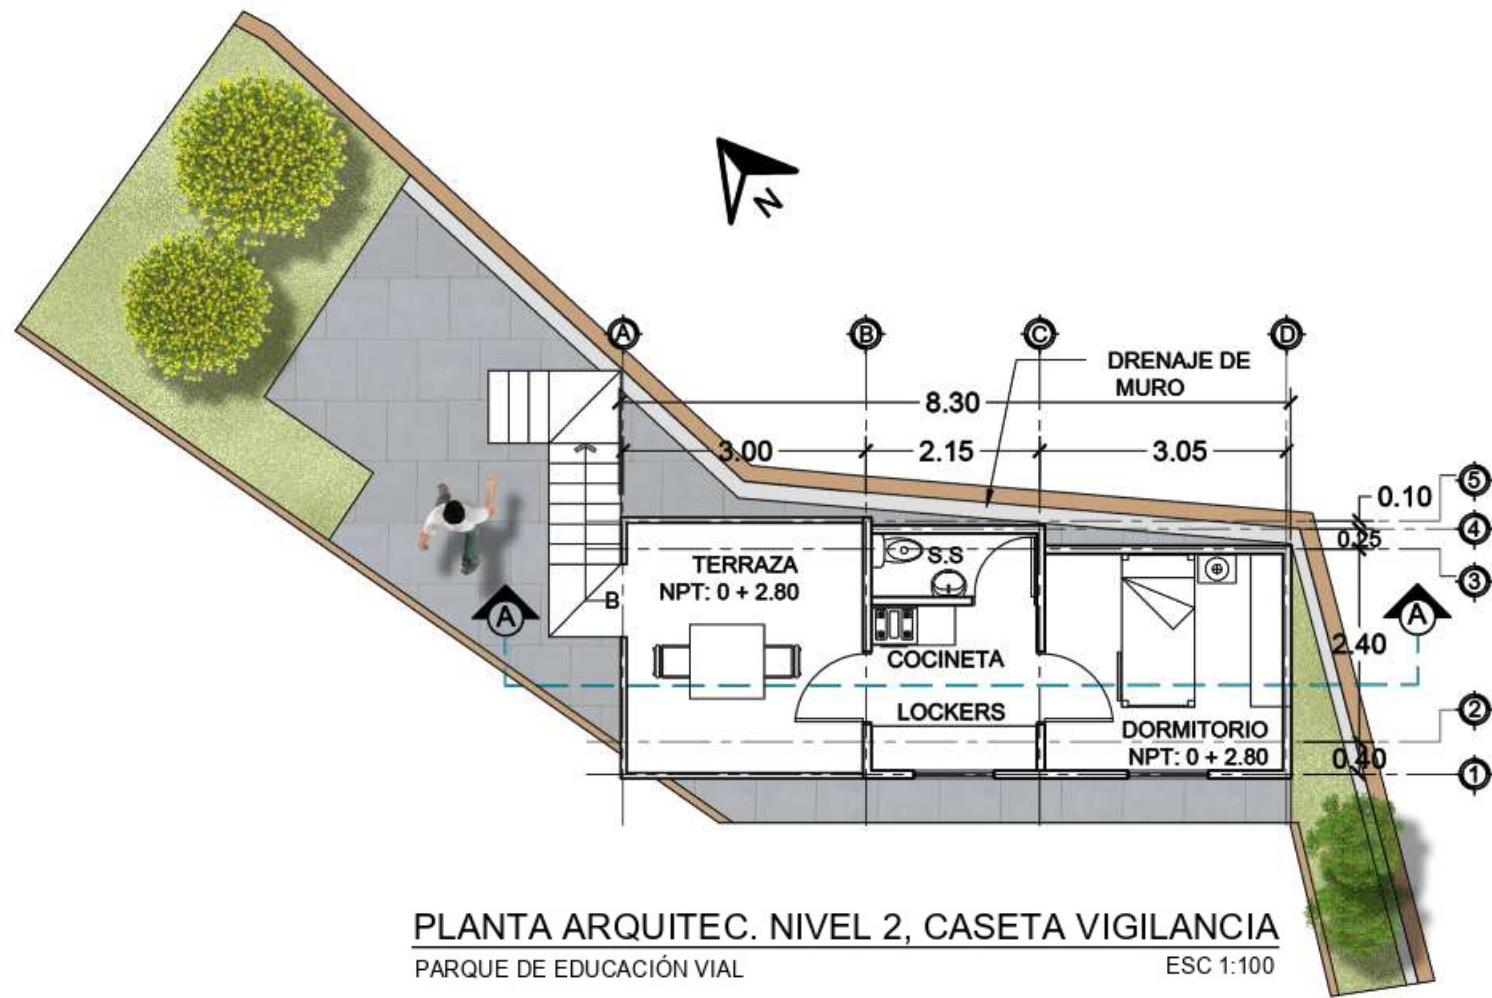 N
A
B
C
D
DRENAJE DE
MURO
8.30
3.00
2.15
3.05
5
0.10
4
0.25
3
S.S
TERRAZA
NPT: 0 + 2.80
B
A
A
2.40
COCINETA
LOCKERS
2
DORMITORIO
NPT: 0 + 2.80
0.40
1
PLANTA ARQUITEC. NIVEL 2, CASETA VIGILANCIA
PARQUE DE EDUCACIÓN VIAL
ESC 1:100